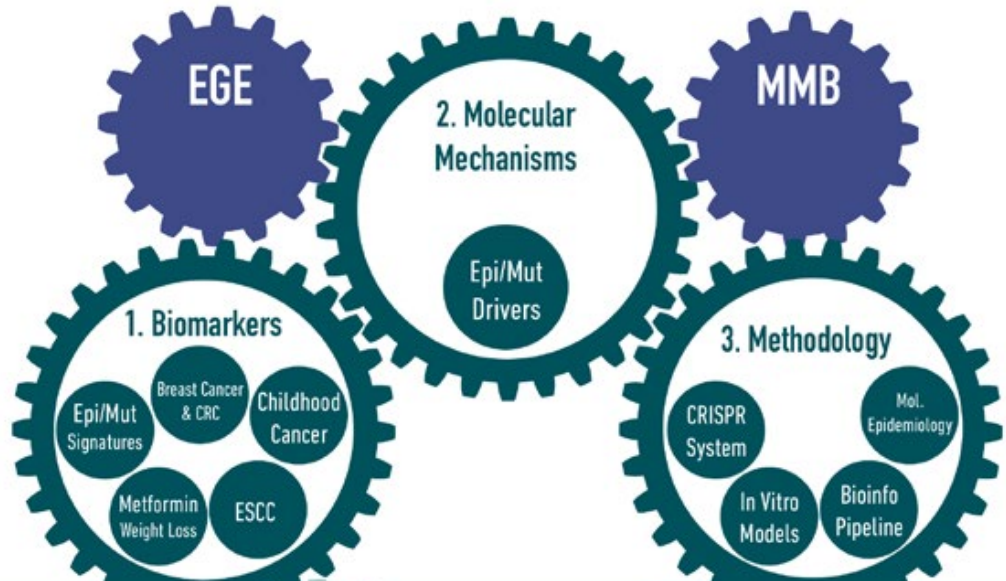 EGE
MMB
2. Molecular
Mechanisms
Epi/Mut
Drivers
1. Biomarkers
Epi/Mut
Signatures
Breast Cancer
& CRC
Childhood
Cancer
Metformin
Weight Loss
ESCC
3. Methodology
CRISPR
System
In Vitro
Models
Bioinfo
Pipeline
Mol.
Epidemiology